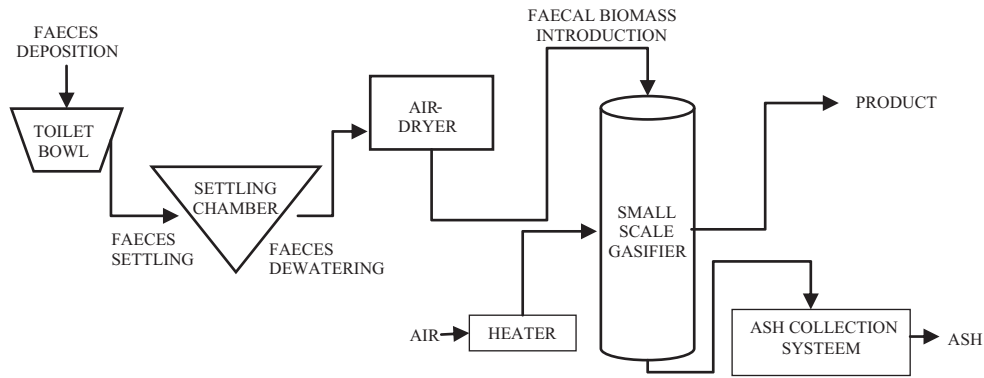 FAECES
DEPOSITION
TOILET
BOWL
FAECES
SETTLING
SETTLING
CHAMBER
FAECES
DEWATERING
AIR-
DRYER
FAECAL BIOMASS
INTRODUCTION
AIR
HEATER
SMALL
SCALE
GASIFIER
PRODUCT
ASH COLLECTION
SYSTEEM
ASH